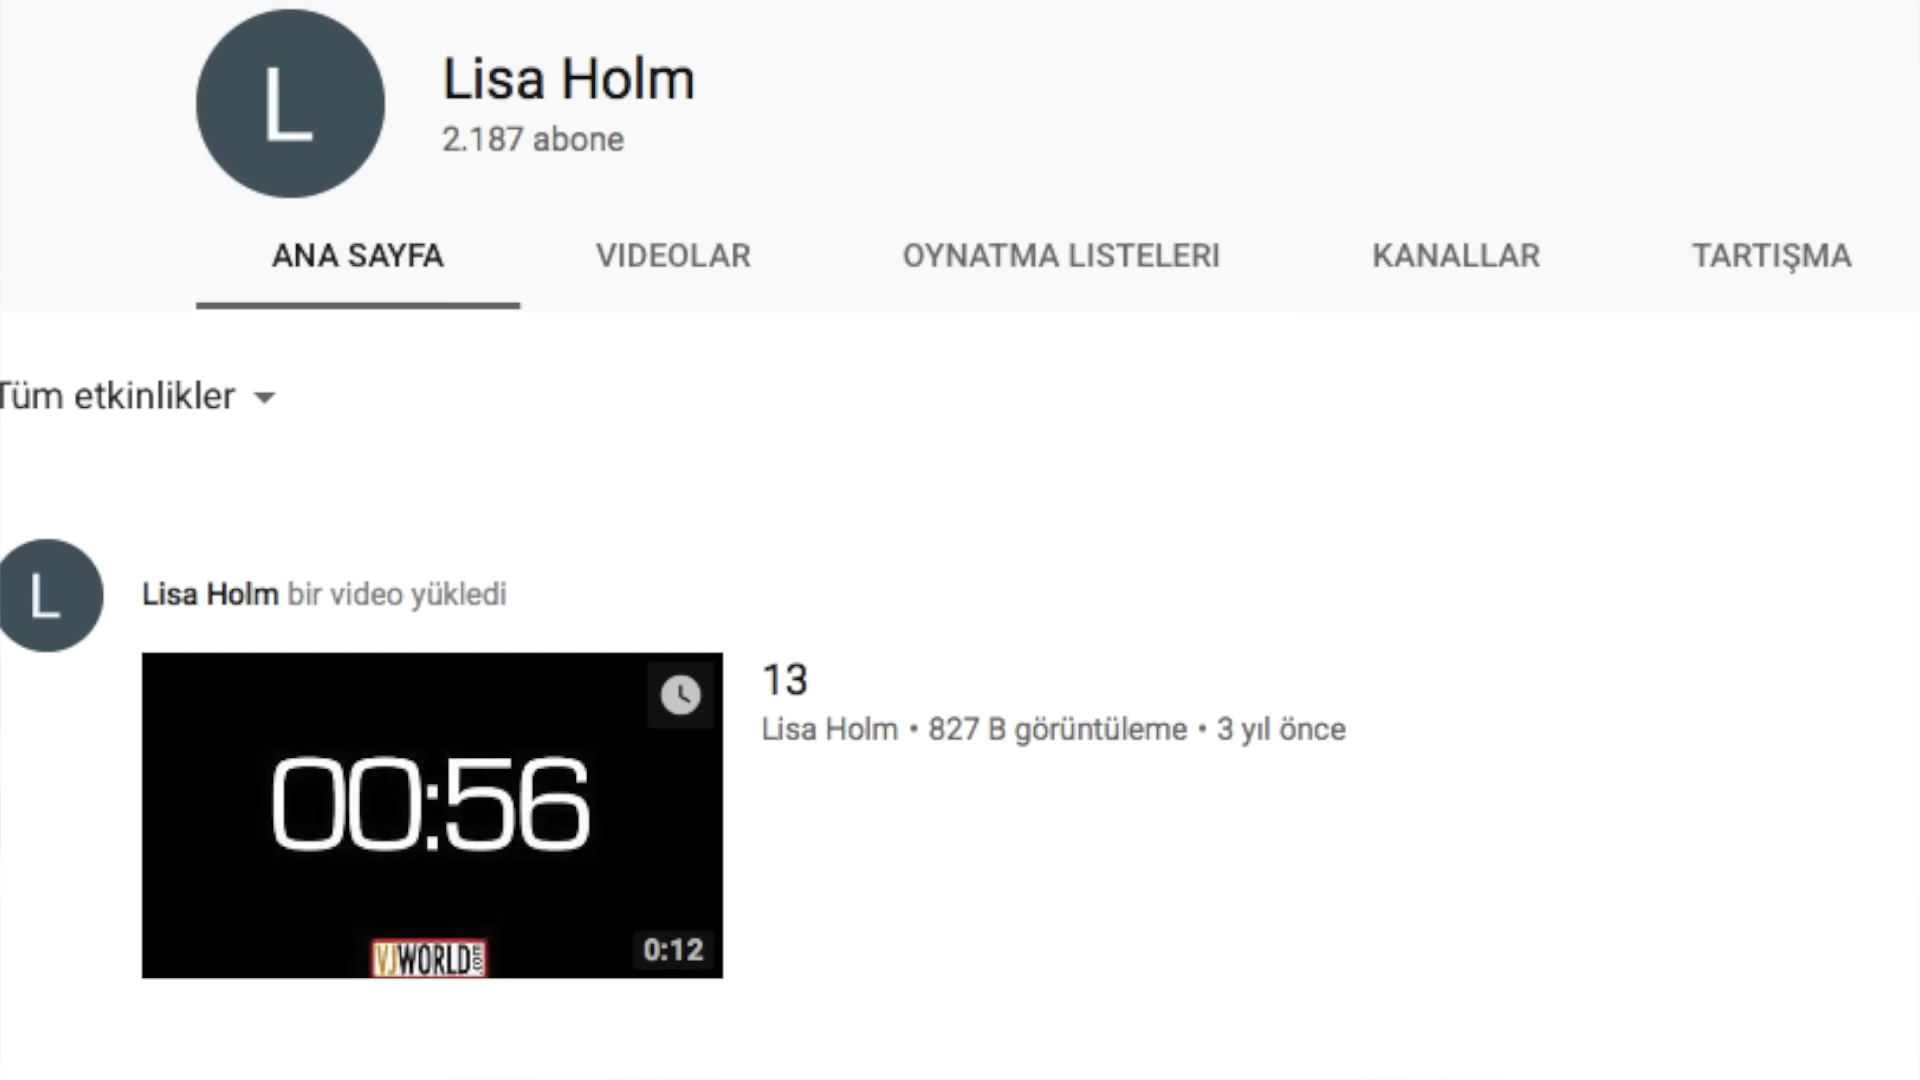 L
Lisa Holm
2.187 abone
ANA SAYFA VIDEOLAR OYNATMA LISTELERI KANALLAR TARTIŞMA
Tüm etkinlikler
L
Lisa Holm bir video yükledi
00:56
VJWORLD.com
0:12
13
Lisa Holm • 827 B görüntüleme • 3 yıl önce